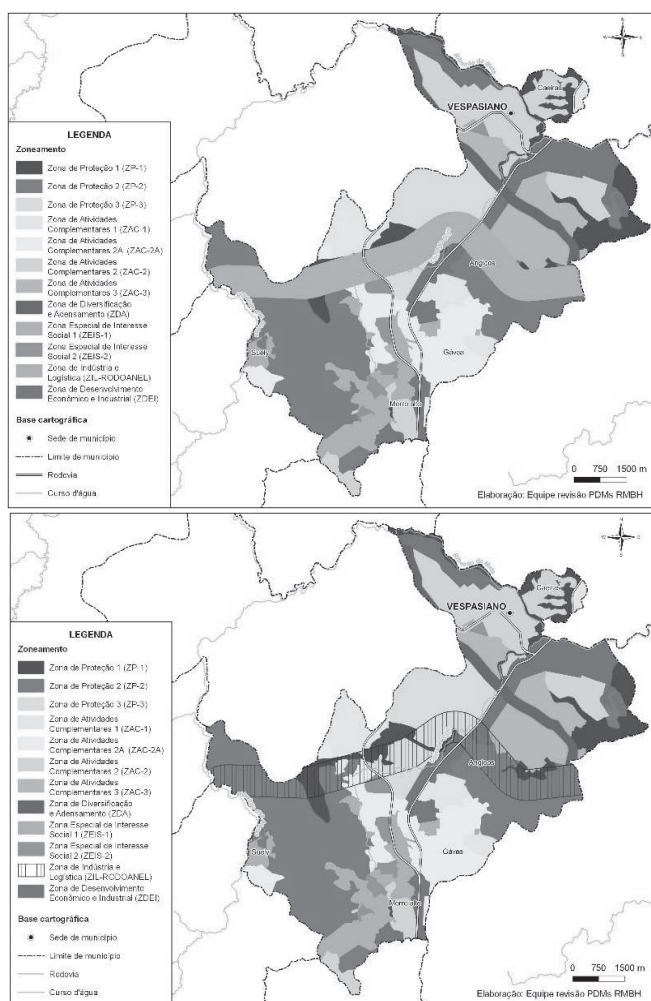 VESPASIANO
Caeiras
LEGENDA
Zoneamento
Zona de Proteção 1 (ZP-1)
Zona de Proteção 2 (ZP-2)
Zona de Proteção 3 (ZP-3)
Zona de Atividades
Complementares 1 (ZAC-1)
Zona de Atividades
Complementares 2A (ZAC-2A)
Zona de Atividades
Complementares 2 (ZAC-2)
Zona de Atividades
Complementares 3 (ZAC-3)
Zona de Diversificação
e Adensamento (ZDA)
Zona Especial de Interesse
Social 1 (ZEIS-1)
Zona Especial de Interesse
Social 2 (ZEIS-2)
Zona de Indústria e
Logística (ZIL-RODOANEL)
Zona de Desenvolvimento
Econômico e Industrial (ZDEI)
Base cartográfica
Sede de município
Limite de município
Rodovia
Curso d'água
Angicos
Suely
Gávea
Morro alto
N
W
E
S
0 750 1500 m
Elaboração: Equipe revisão PDMs RMBH
VESPASIANO
Caeiras
LEGENDA
Zoneamento
Zona de Proteção 1 (ZP-1)
Zona de Proteção 2 (ZP-2)
Zona de Proteção 3 (ZP-3)
Zona de Atividades
Complementares 1 (ZAC-1)
Zona de Atividades
Complementares 2A (ZAC-2A)
Zona de Atividades
Complementares 2 (ZAC-2)
Zona de Atividades
Complementares 3 (ZAC-3)
Zona de Diversificação
e Adensamento (ZDA)
Zona Especial de Interesse
Social 1 (ZEIS-1)
Zona Especial de Interesse
Social 2 (ZEIS-2)
Zona de Indústria e
Logística (ZIL-RODOANEL)
Zona de Desenvolvimento
Econômico e Industrial (ZDEI)
Base cartográfica
Sede de município
Limite de município
Rodovia
Curso d'água
Angicos
Suely
Gávea
Morro alto
N
W
E
S
0 750 1500 m
Elaboração: Equipe revisão PDMs RMBH